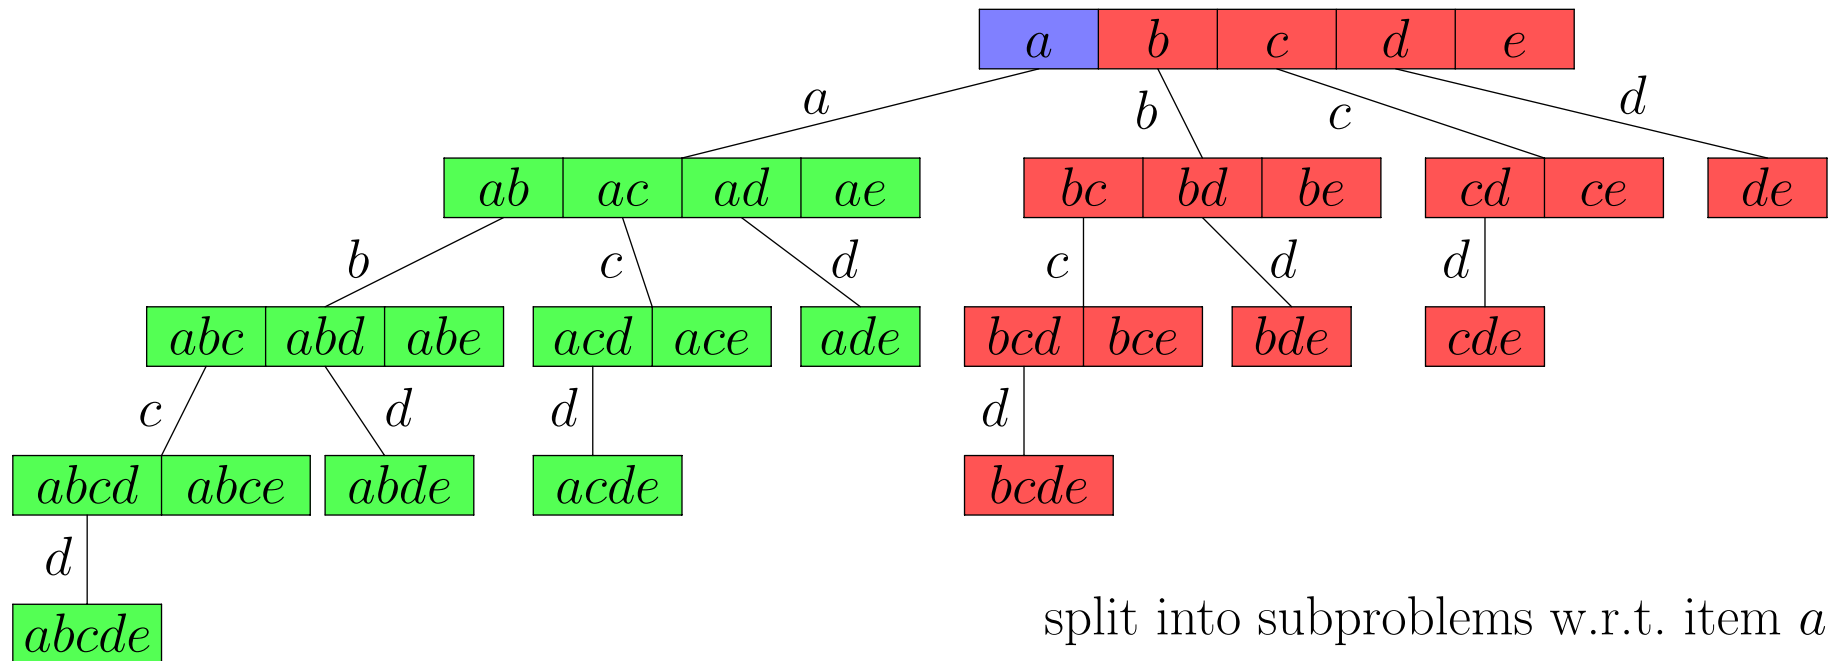 a b c d e
a b c d
ab ac ad ae bc bd be cd ce de
b c d c d d
abc abd abe acd ace ade bcd bce bde cde
c d d d
abcd abce abde acde bcde
d
split into subproblems w.r.t. item a
abcde